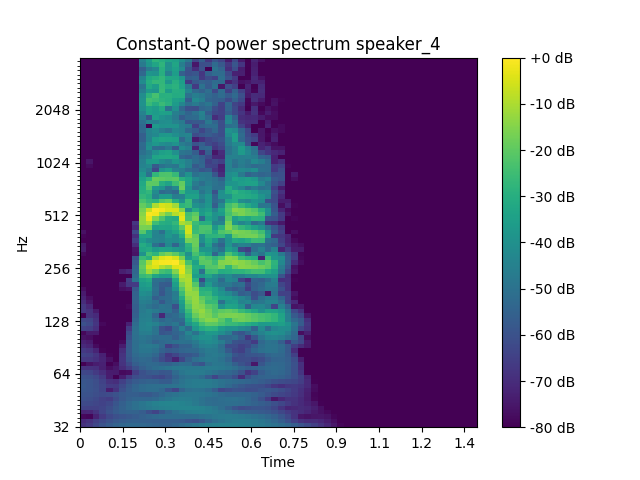 Constant-Q power spectrum speaker_4
Hz
2048
1024
512
256
128
64
32
0 0.15 0.3 0.45 0.6 0.75 0.9 1.1 1.2 1.4
Time
+0 dB
-10 dB
-20 dB
-30 dB
-40 dB
-50 dB
-60 dB
-70 dB
-80 dB